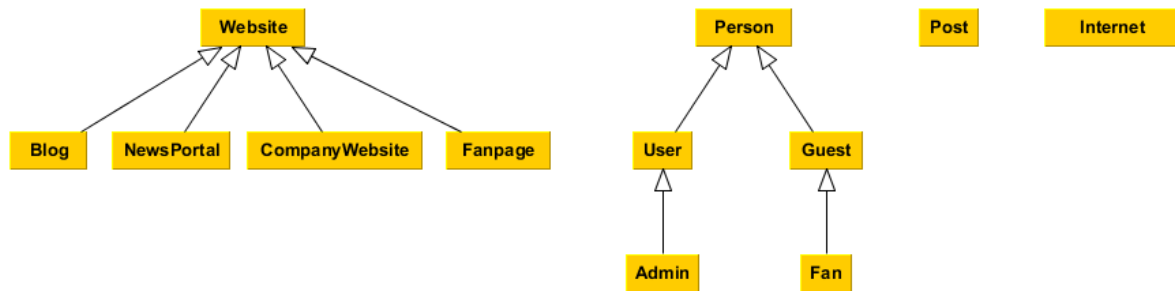 Website
Person
Post
Internet
Blog
NewsPortal
CompanyWebsite
Fanpage
User
Guest
Admin
Fan